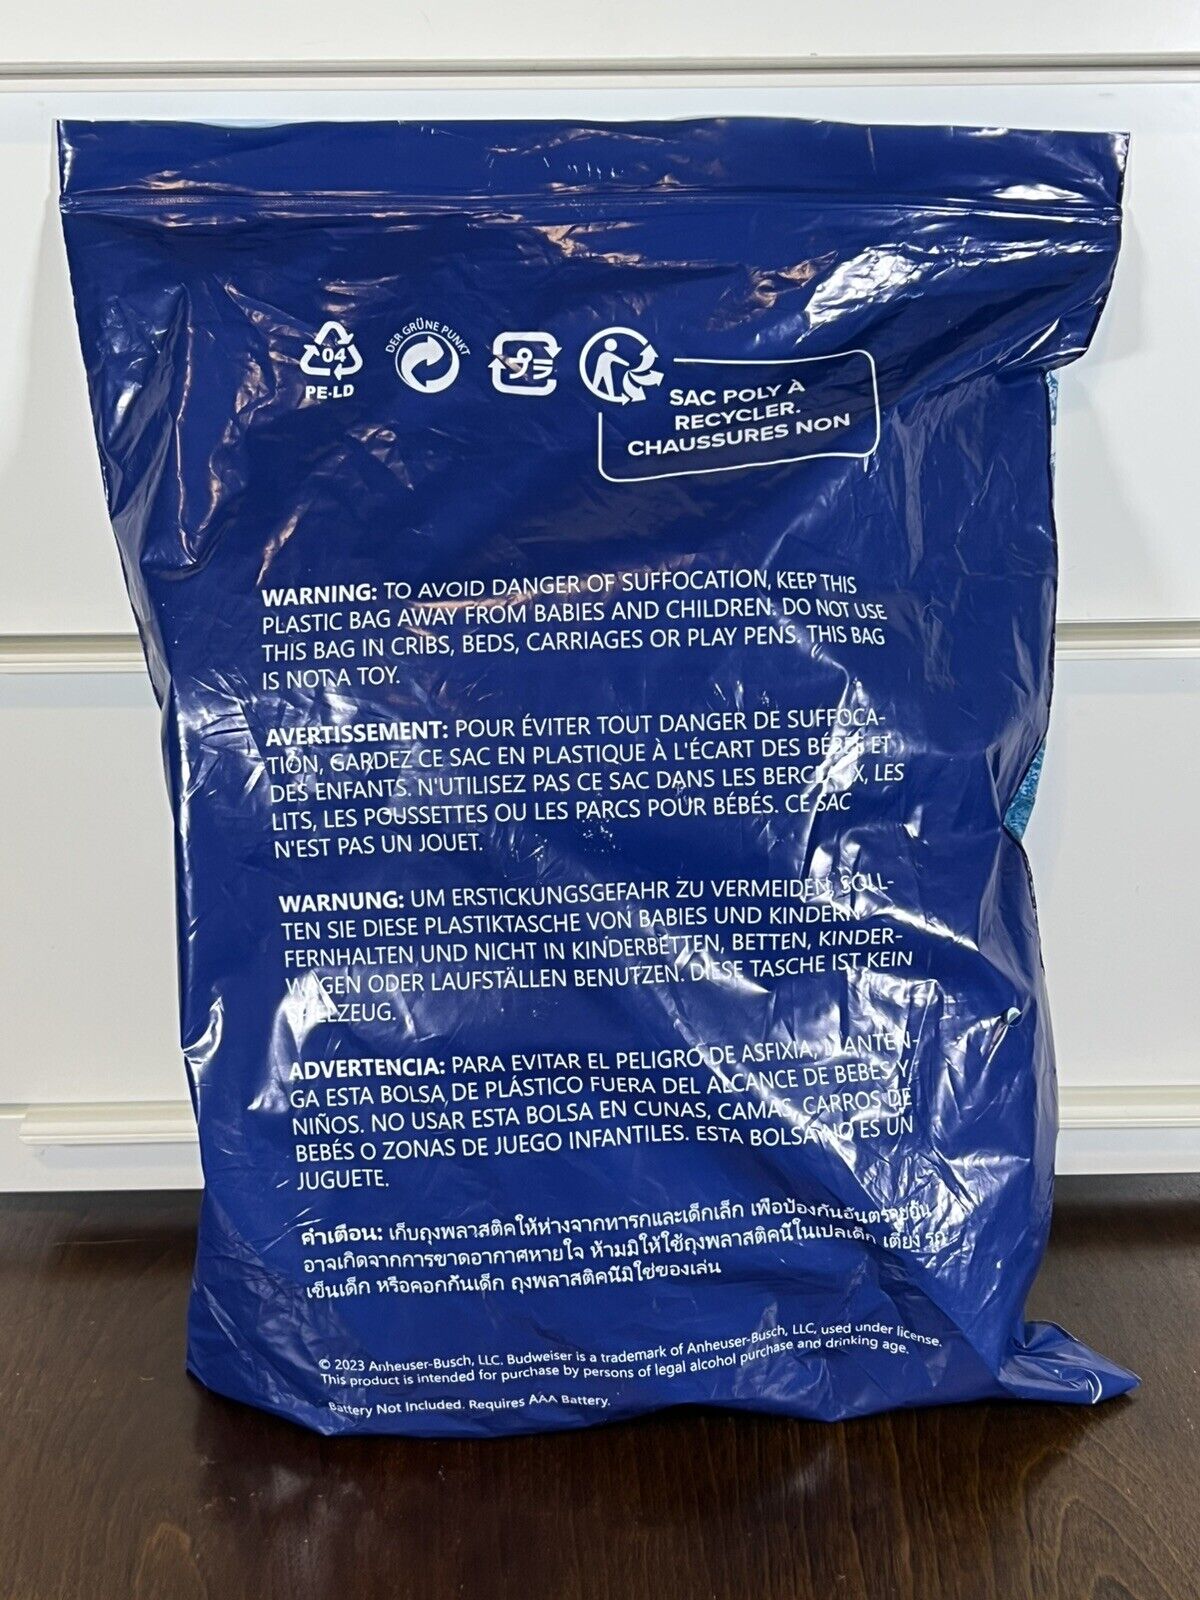 04
PE-LD
DER GRÜNE PUNKT
SAC POLY À
RECYCLER.
CHAUSSURES NON
WARNING: TO AVOID DANGER OF SUFFOCATION, KEEP THIS
PLASTIC BAG AWAY FROM BABIES AND CHILDREN. DO NOT USE
THIS BAG IN CRIBS, BEDS, CARRIAGES OR PLAY PENS. THIS BAG
IS NOT A TOY.
AVERTISSEMENT: POUR ÉVITER TOUT DANGER DE SUFFOCA-
TION, GARDEZ CE SAC EN PLASTIQUE À L'ÉCART DES BÉBÉS ET
DES ENFANTS. N'UTILISEZ PAS CE SAC DANS LES BERCEAUX, LES
LITS, LES POUSSETTES OU LES PARCS POUR BÉBÉS. CE SAC
N'EST PAS UN JOUET.
WARNUNG: UM ERSTICKUNGSGEFAHR ZU VERMEIDEN, SOLL-
TEN SIE DIESE PLASTIKTASCHE VON BABIES UND KINDERN
FERNHALTEN UND NICHT IN KINDERBETTEN, BETTEN, KINDER-
WAGEN ODER LAUFSTÄLLEN BENUTZEN. DIESE TASCHE IST KEIN
SPIELZEUG.
ADVERTENCIA: PARA EVITAR EL PELIGRO DE ASFIXIA, MANTEN-
GA ESTA BOLSA DE PLÁSTICO FUERA DEL ALCANCE DE BEBÉS Y
NIÑOS. NO USAR ESTA BOLSA EN CUNAS, CAMAS, CARROS DE
BEBÉS O ZONAS DE JUEGO INFANTILES. ESTA BOLSA NO ES UN
JUGUETE.
คำเตือน: เก็บถุงพลาสติคให้ห่างจากทารกและเด็กเล็ก เพื่อป้องกันอันตรายอัน
อาจเกิดจากการขาดอากาศหายใจ ห้ามมิให้ใช้ถุงพลาสติคนี้ในเปลเด็ก เตียง รถ
เข็นเด็ก หรือคอกกั้นเด็ก ถุงพลาสติคนี้มิใช่ของเล่น
© 2023 Anheuser-Busch, LLC. Budweiser is a trademark of Anheuser-Busch, LLC, used under license.
This product is intended for purchase by persons of legal alcohol purchase and drinking age.
Battery Not Included. Requires AAA Battery.